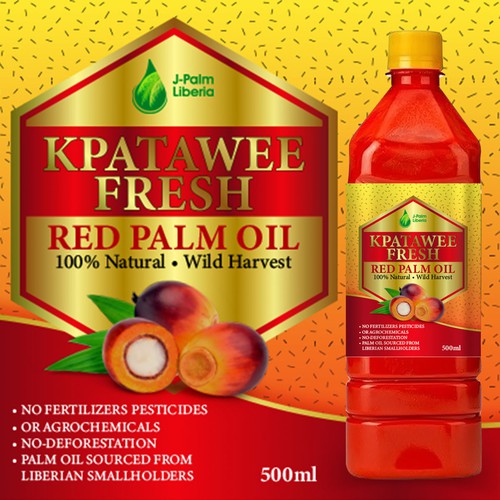 J-Palm
Liberia
KPATAWEE
FRESH
RED PALM OIL
100% Natural • Wild Harvest
• NO FERTILIZERS PESTICIDES
• OR AGROCHEMICALS
• NO-DEFORESTATION
• PALM OIL SOURCED FROM
LIBERIAN SMALLHOLDERS
500ml
J-Palm
Liberia
KPATAWEE
FRESH
RED PALM OIL
100% Natural • Wild Harvest
• NO FERTILIZERS PESTICIDES
• OR AGROCHEMICALS
• NO-DEFORESTATION
• PALM OIL SOURCED FROM
LIBERIAN SMALLHOLDERS
500ml